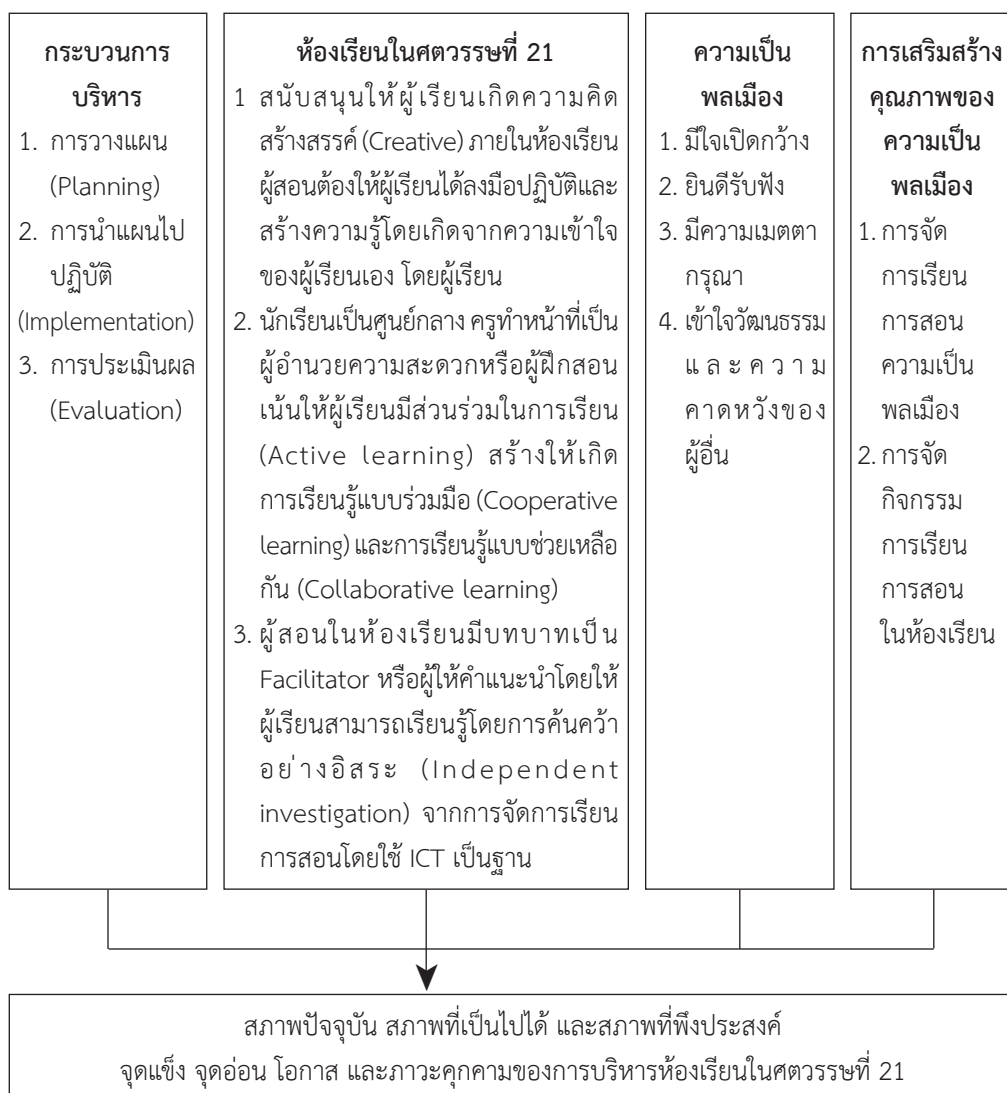 กระบวนการ
บริหาร
1. การวางแผน
(Planning)
2. การนำแผนไป
ปฏิบัติ
(Implementation)
3. การประเมินผล
(Evaluation)
ห้องเรียนในศตวรรษที่ 21
1 สนับสนุนให้ผู้เรียนเกิดความคิด
สร้างสรรค์ (Creative) ภายในห้องเรียน
ผู้สอนต้องให้ผู้เรียนได้ลงมือปฏิบัติและ
สร้างความรู้โดยเกิดจากความเข้าใจ
ของผู้เรียนเอง โดยผู้เรียน
2. นักเรียนเป็นศูนย์กลาง ครูทำหน้าที่เป็น
ผู้อำนวยความสะดวกหรือผู้ฝึกสอน
เน้นให้ผู้เรียนมีส่วนร่วมในการเรียน
(Active learning) สร้างให้เกิด
การเรียนรู้แบบร่วมมือ (Cooperative
learning) และการเรียนรู้แบบช่วยเหลือ
กัน (Collaborative learning)
3. ผู้สอนในห้องเรียนมีบทบาทเป็น
Facilitator หรือผู้ให้คำแนะนำโดยให้
ผู้เรียนสามารถเรียนรู้โดยการค้นคว้า
อย่างอิสระ (Independent
investigation) จากการจัดการเรียน
การสอนโดยใช้ ICT เป็นฐาน
ความเป็น
พลเมือง
1. มีใจเปิดกว้าง
2. ยินดีรับฟัง
3. มีความเมตตา
กรุณา
4. เข้าใจวัฒนธรรม
และความ
คาดหวังของ
ผู้อื่น
การเสริมสร้าง
คุณภาพของ
ความเป็น
พลเมือง
1. การจัด
การเรียน
การสอน
ความเป็น
พลเมือง
2. การจัด
กิจกรรม
การเรียน
การสอน
ในห้องเรียน
สภาพปัจจุบัน สภาพที่เป็นไปได้ และสภาพที่พึงประสงค์
จุดแข็ง จุดอ่อน โอกาส และภาวะคุกคามของการบริหารห้องเรียนในศตวรรษที่ 21